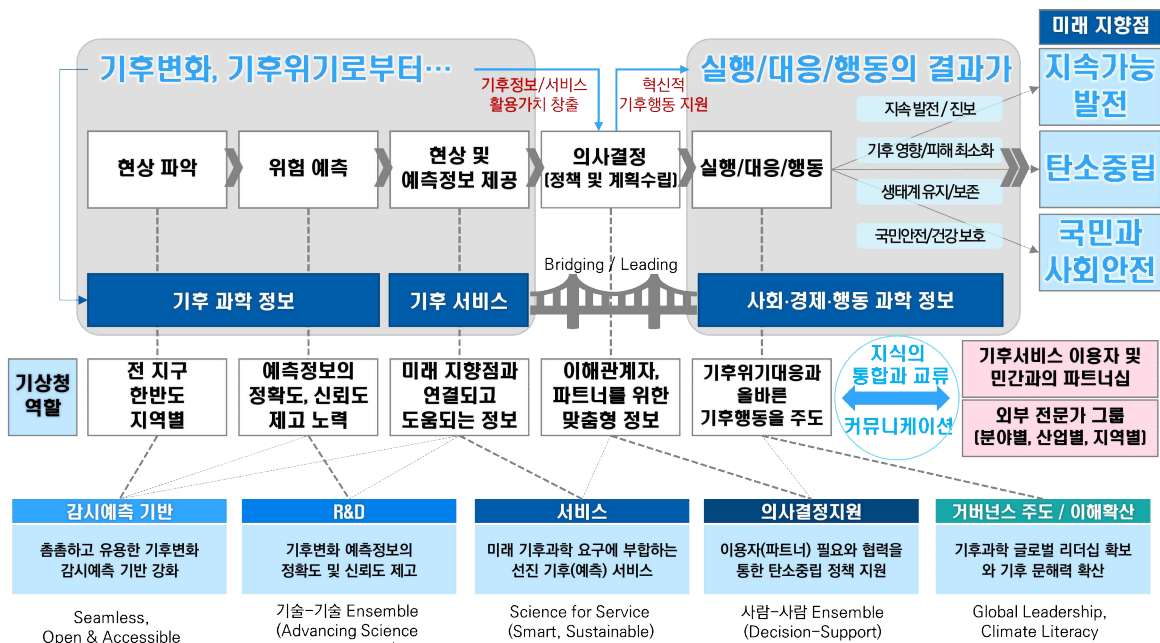 미래 지향점
기후변화, 기후위기로부터…
기후정보/서비스
활용가치 창출
혁신적
기후행동 지원
실행/대응/행동의 결과가
지속가능
발전
현상 파악
위험 예측
현상 및
예측정보 제공
의사결정
(정책 및 계획수립)
실행/대응/행동
지속 발전 / 진보
기후 영향/피해 최소화
생태계 유지/보존
국민안전/건강 보호
탄소중립
국민과
사회안전
기후 과학 정보
기후 서비스
Bridging / Leading
사회·경제·행동 과학 정보
기상청
역할
전 지구
한반도
지역별
예측정보의
정확도, 신뢰도
제고 노력
미래 지향점과
연결되고
도움되는 정보
이해관계자,
파트너를 위한
맞춤형 정보
기후위기대응과
올바른
기후행동을 주도
지식의
통합과 교류
커뮤니케이션
기후서비스 이용자 및
민간과의 파트너십
외부 전문가 그룹
(분야별, 산업별, 지역별)
감시예측 기반
촘촘하고 유용한 기후변화
감시예측 기반 강화
Seamless,
Open & Accessible
R&D
기후변화 예측정보의
정확도 및 신뢰도 제고
기술-기술 Ensemble
(Advancing Science
서비스
미래 기후과학 요구에 부합하는
선진 기후(예측) 서비스
Science for Service
(Smart, Sustainable)
의사결정지원
이용자(파트너) 필요와 협력을
통한 탄소중립 정책 지원
사람-사람 Ensemble
(Decision-Support)
거버넌스 주도 / 이해확산
기후과학 글로벌 리더십 확보
와 기후 문해력 확산
Global Leadership,
Climate Literacy